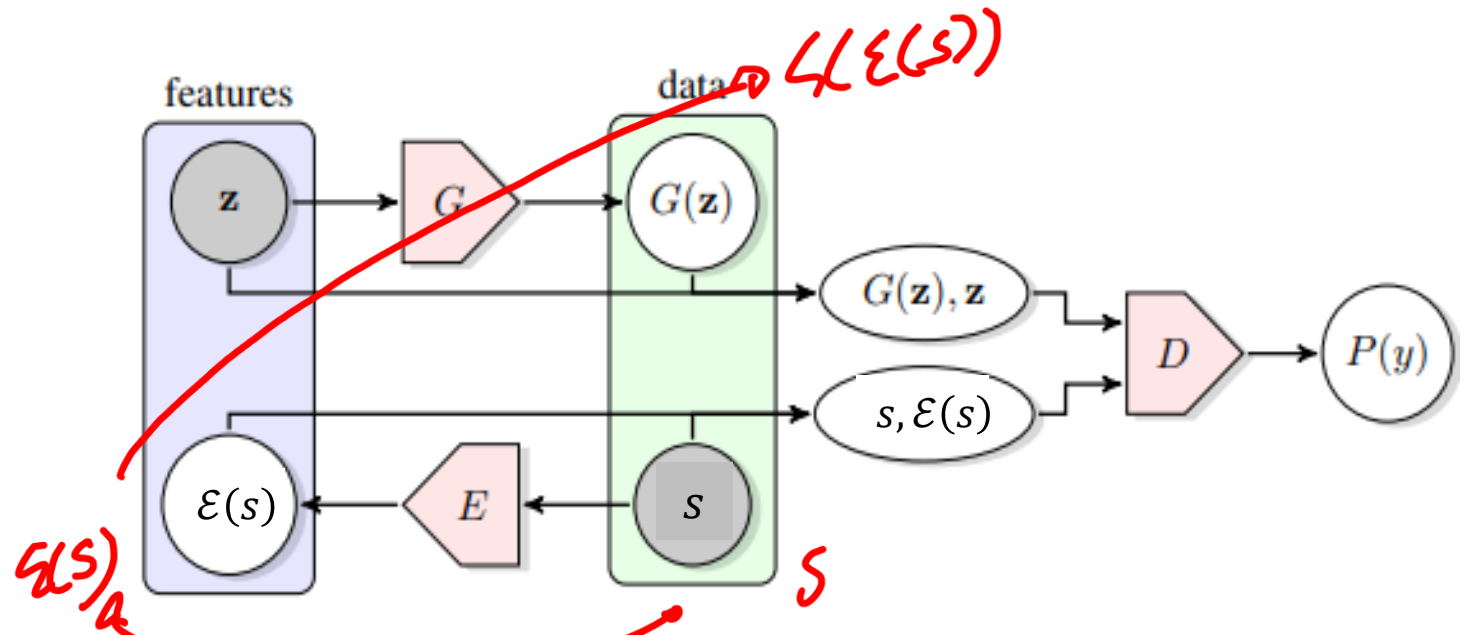 G(ε(s))
features
data
z
G
G(z)
G(z), z
D
P(y)
s, ℰ(s)
ℰ(s)
E
s
ε(s)
s